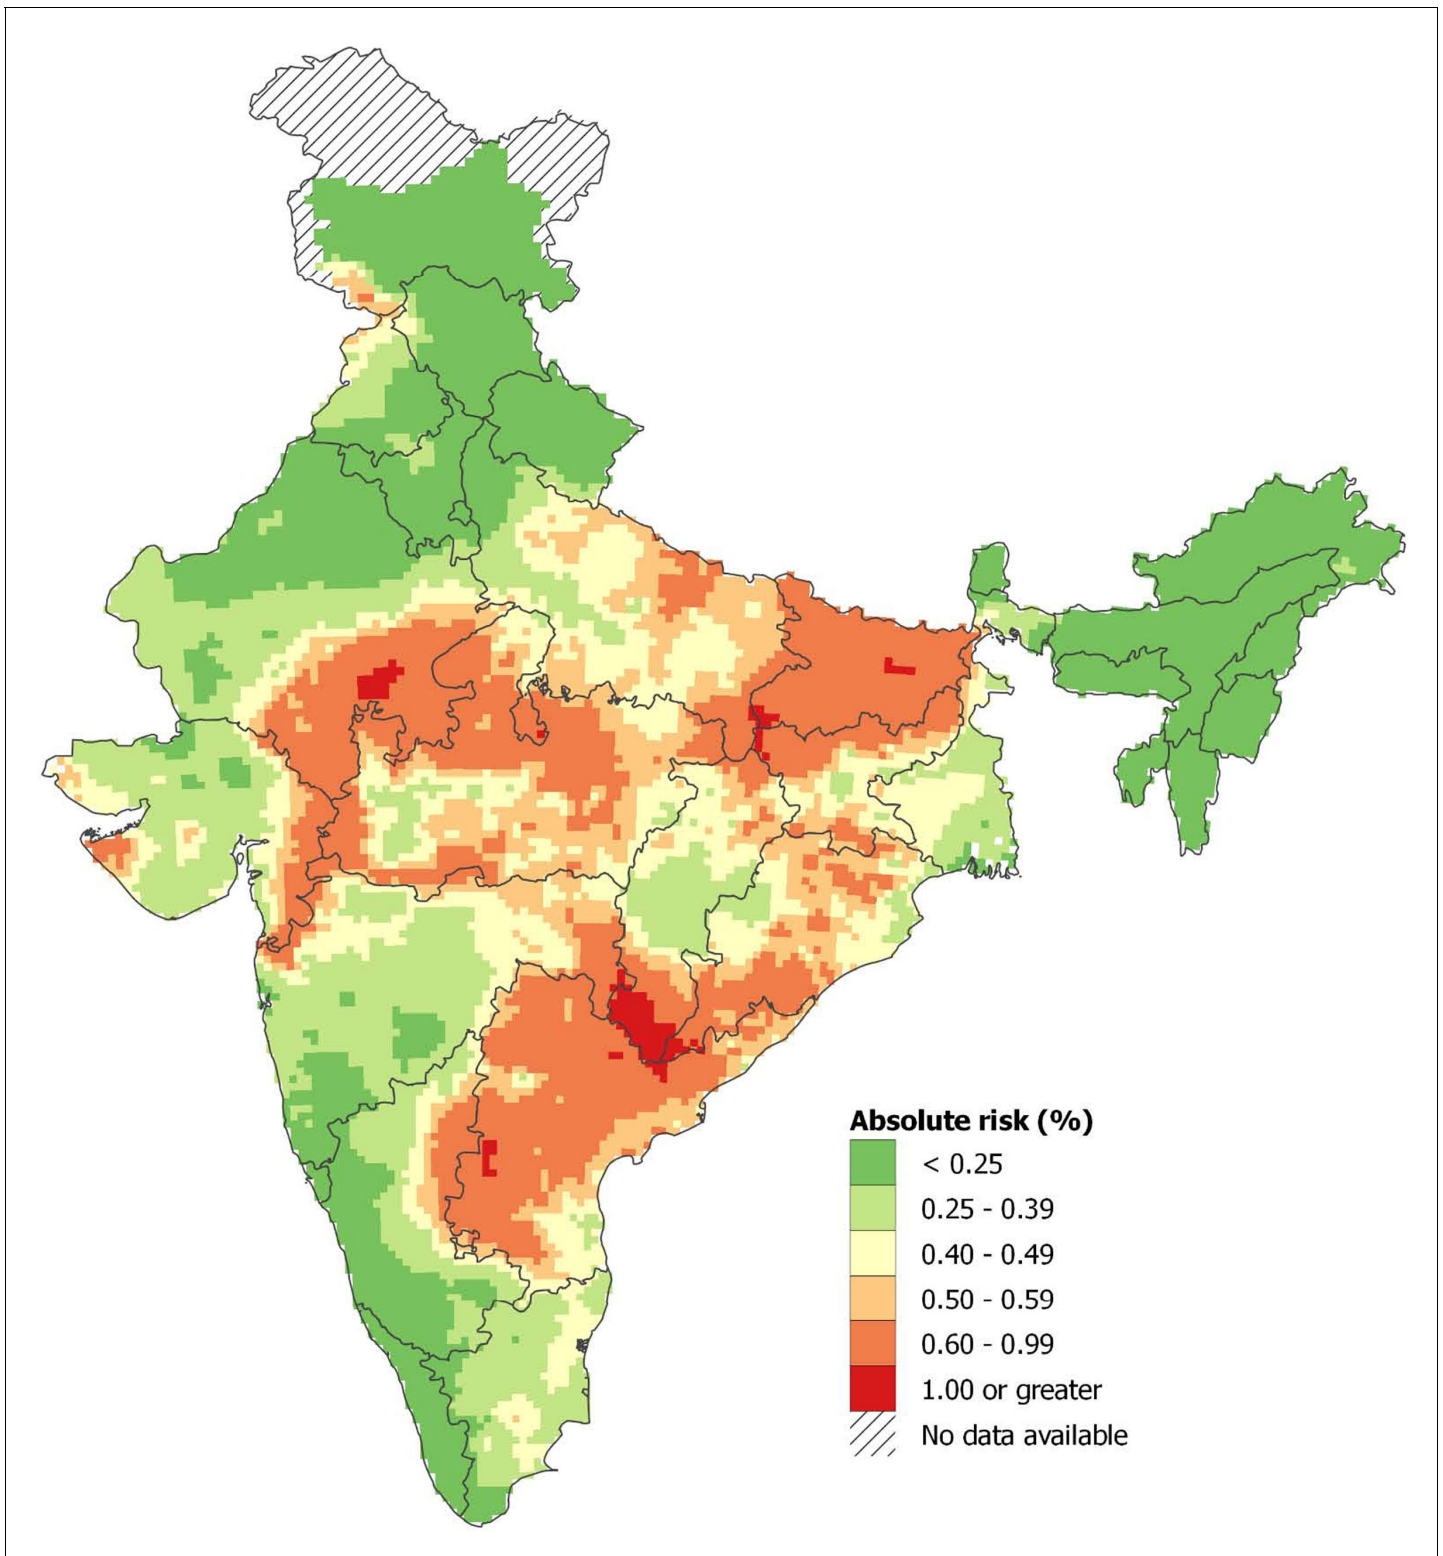 Absolute risk (%)
< 0.25
0.25 - 0.39
0.40 - 0.49
0.50 - 0.59
0.60 - 0.99
1.00 or greater
No data available